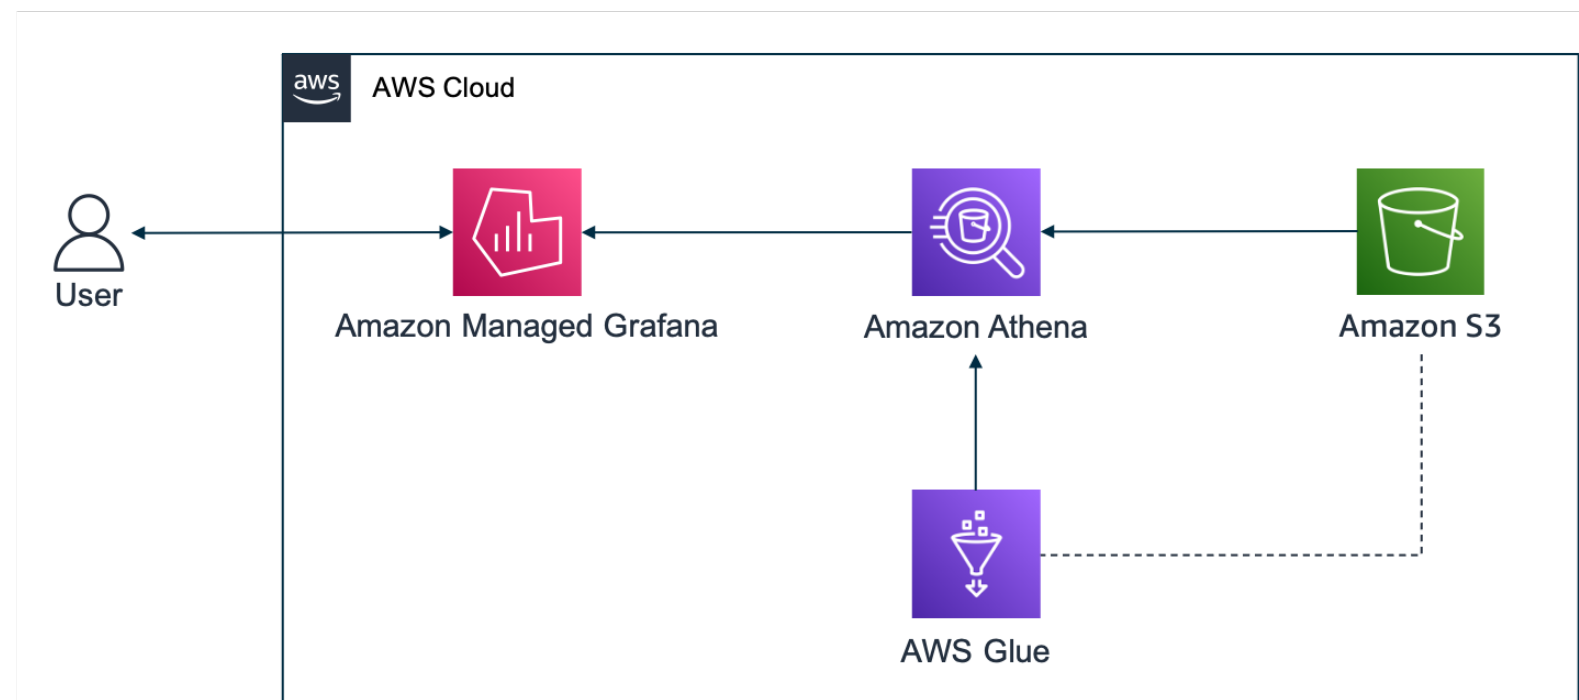 aws
AWS Cloud
User
Amazon Managed Grafana
Amazon Athena
Amazon S3
AWS Glue